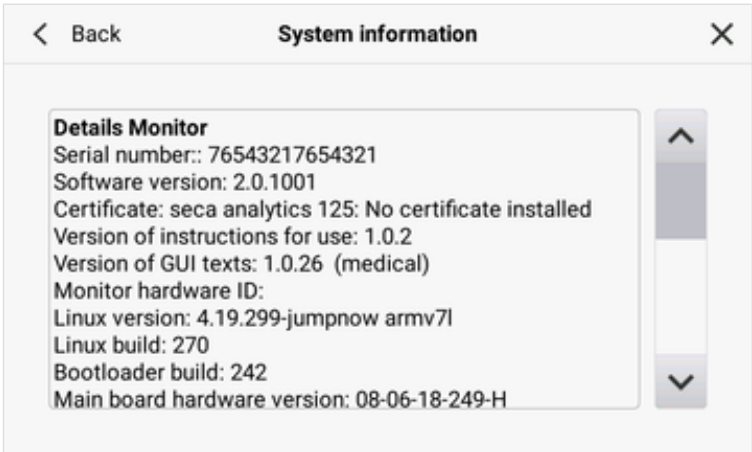 Back
System information
Details Monitor
Serial number:: 76543217654321
Software version: 2.0.1001
Certificate: seca analytics 125: No certificate installed
Version of instructions for use: 1.0.2
Version of GUI texts: 1.0.26 (medical)
Monitor hardware ID:
Linux version: 4.19.299-jumpnow armv7l
Linux build: 270
Bootloader build: 242
Main board hardware version: 08-06-18-249-H